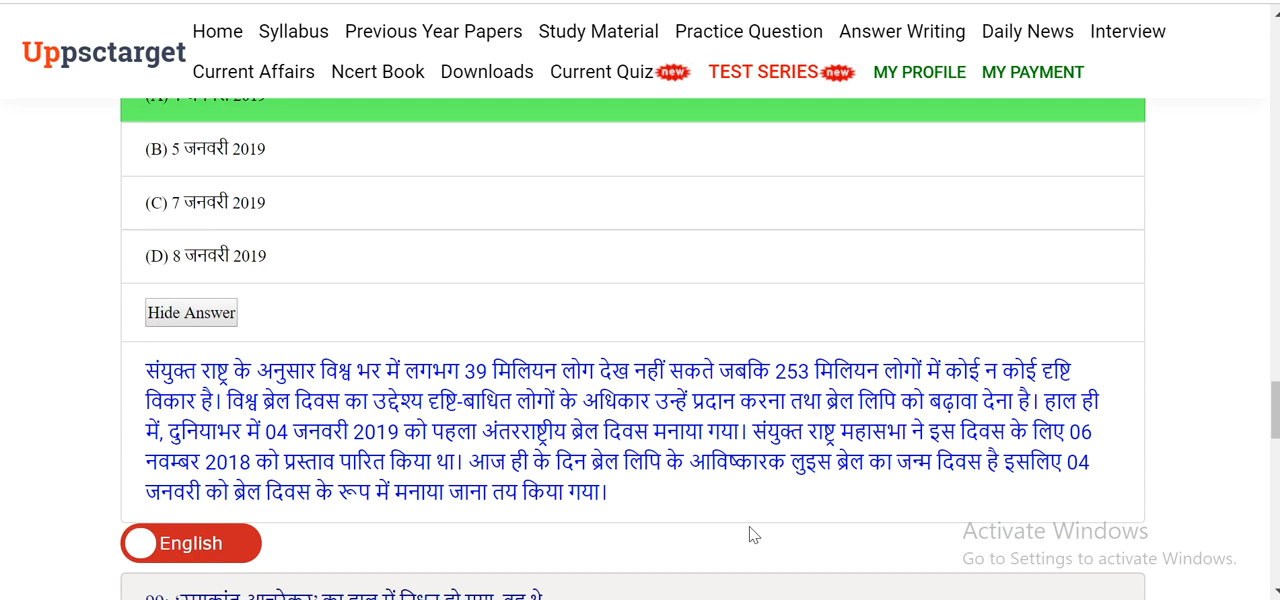 Uppsctarget
Home Syllabus Previous Year Papers Study Material Practice Question Answer Writing Daily News Interview
Current Affairs Ncert Book Downloads Current Quiz new TEST SERIES new MY PROFILE MY PAYMENT
(B) 5 जनवरी 2019
(C) 7 जनवरी 2019
(D) 8 जनवरी 2019
Hide Answer
संयुक्त राष्ट्र के अनुसार विश्व भर में लगभग 39 मिलियन लोग देख नहीं सकते जबकि 253 मिलियन लोगों में कोई न कोई दृष्टि
विकार है। विश्व ब्रेल दिवस का उद्देश्य दृष्टि-बाधित लोगों के अधिकार उन्हें प्रदान करना तथा ब्रेल लिपि को बढ़ावा देना है। हाल ही
में, दुनियाभर में 04 जनवरी 2019 को पहला अंतरराष्ट्रीय ब्रेल दिवस मनाया गया। संयुक्त राष्ट्र महासभा ने इस दिवस के लिए 06
नवम्बर 2018 को प्रस्ताव पारित किया था। आज ही के दिन ब्रेल लिपि के आविष्कारक लुइस ब्रेल का जन्म दिवस है इसलिए 04
जनवरी को ब्रेल दिवस के रूप में मनाया जाना तय किया गया।
English
Activate Windows
Go to Settings to activate Windows.